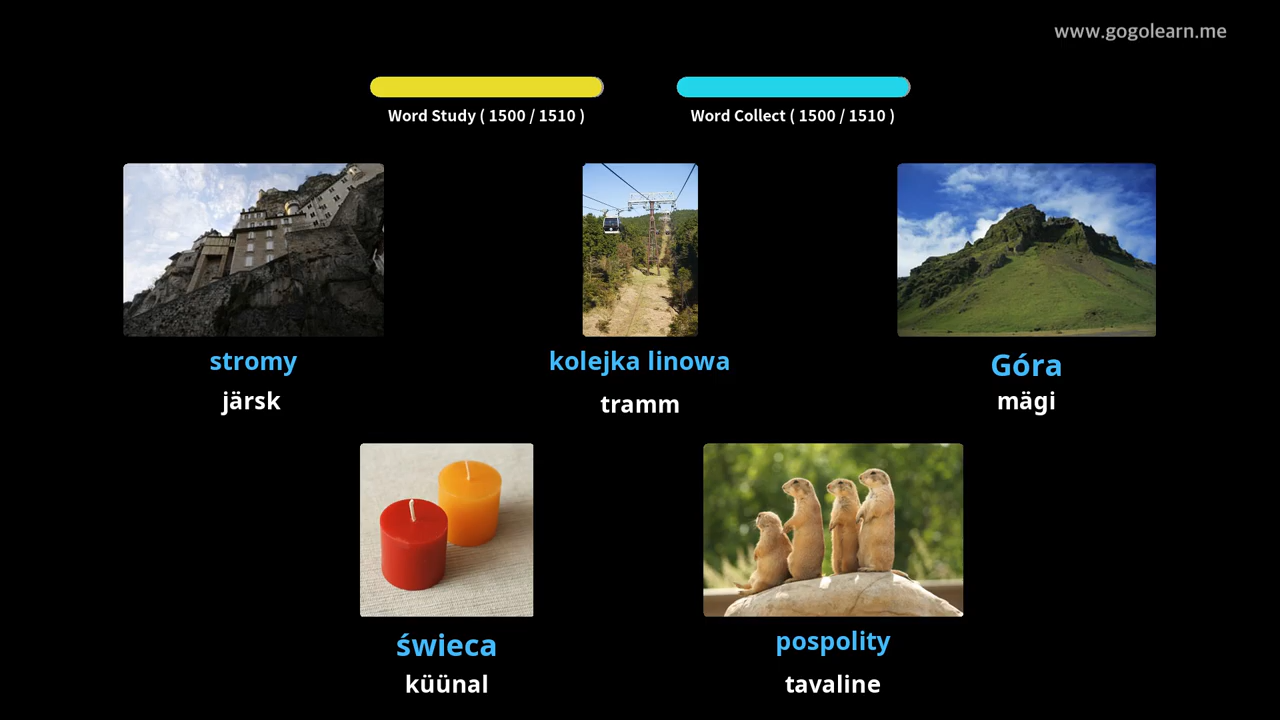 www.gogolearn.me
Word Study ( 1500 / 1510 )
Word Collect ( 1500 / 1510 )
stromy
järsk
kolejka linowa
tramm
Góra
mägi
świeca
küünal
pospolity
tavaline